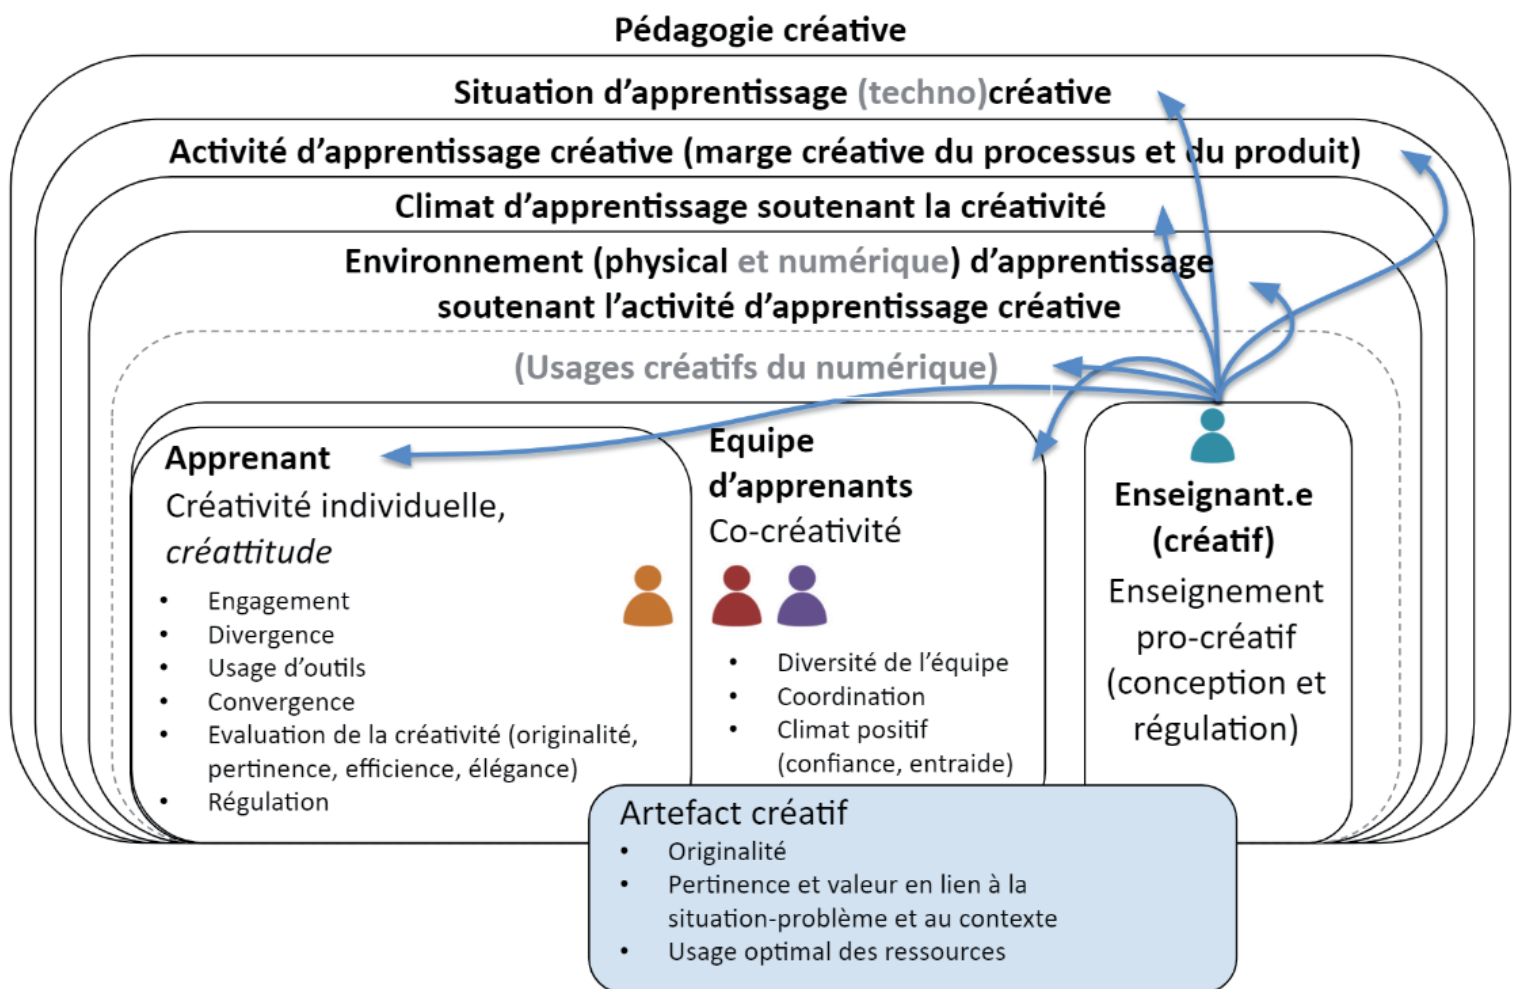 Pédagogie créative
Situation d'apprentissage (techno)créative
Activité d'apprentissage créative (marge créative du processus et du produit)
Climat d'apprentissage soutenant la créativité
Environnement (physical et numérique) d'apprentissage
soutenant l'activité d'apprentissage créative
(Usages créatifs du numérique)
Apprenant
Créativité individuelle,
créattitude
• Engagement
• Divergence
• Usage d'outils
• Convergence
• Evaluation de la créativité (originalité,
pertinence, efficience, élégance)
• Régulation
Equipe
d'apprenants
Co-créativité
• Diversité de l'équipe
• Coordination
• Climat positif
(confiance, entraide)
Enseignant.e
(créatif)
Enseignement
pro-créatif
(conception et
régulation)
Artefact créatif
• Originalité
• Pertinence et valeur en lien à la
situation-problème et au contexte
• Usage optimal des ressources